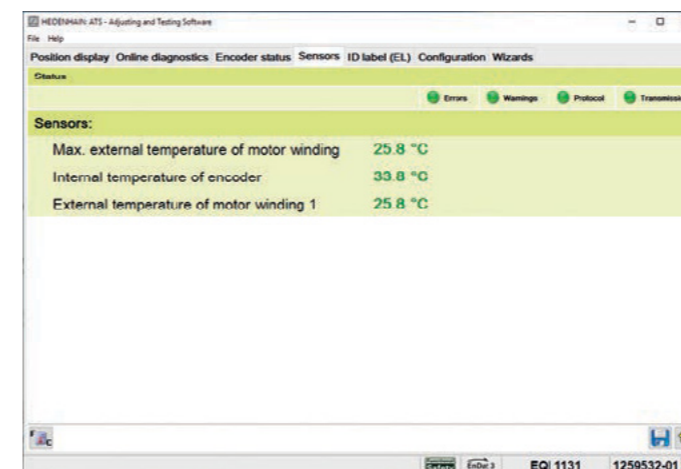 HEIDENHAIN: ATS - Adjusting and Testing Software
File Help
Position display Online diagnostics Encoder status Sensors ID label (EL) Configuration Wizards
Status
Errors Warnings Protocol
Sensors:
Max. external temperature of motor winding 25.8 °C
Internal temperature of encoder 33.8 °C
External temperature of motor winding 1 25.8 °C
F C
EnDat 3 EQI 1131 1259532-01